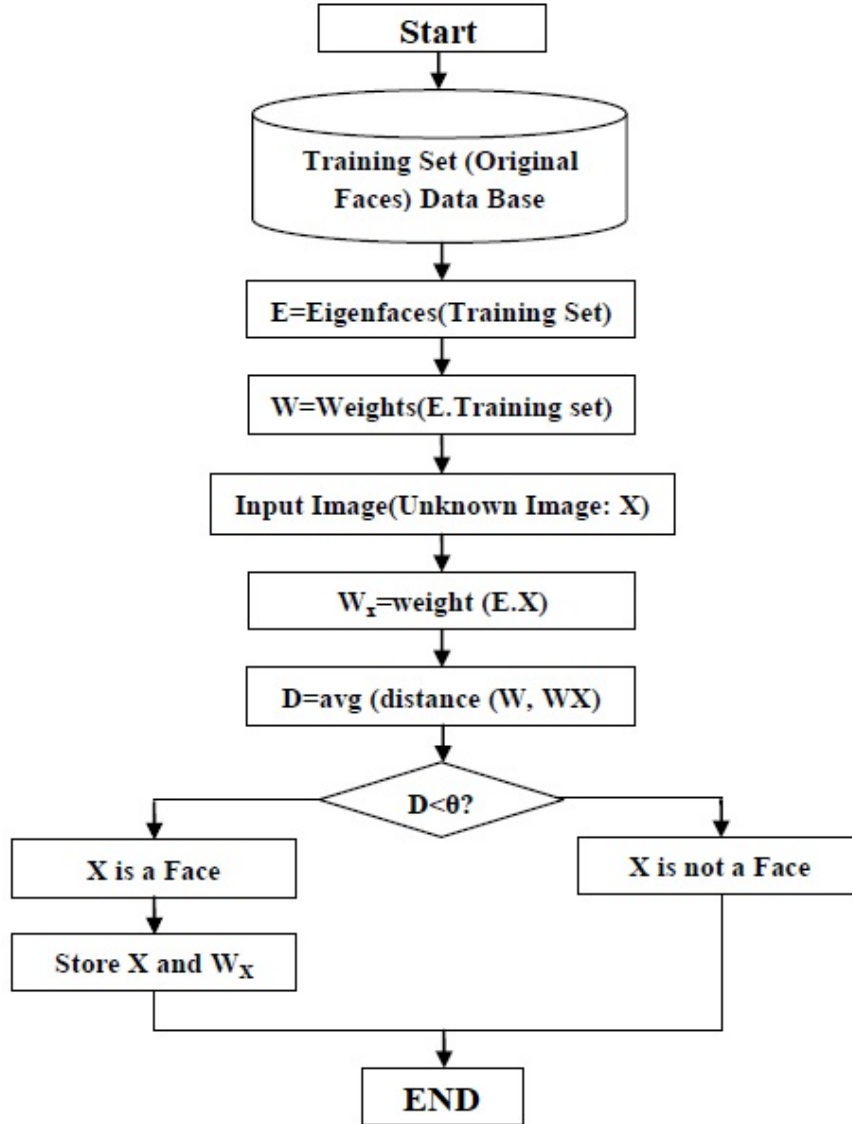 Start
Training Set (Original
Faces) Data Base
E=Eigenfaces(Training Set)
W=Weights(E.Training set)
Input Image(Unknown Image: X)
Wₓ=weight (E.X)
D=avg (distance (W, WX)
D<θ?
X is a Face
X is not a Face
Store X and W_X
END